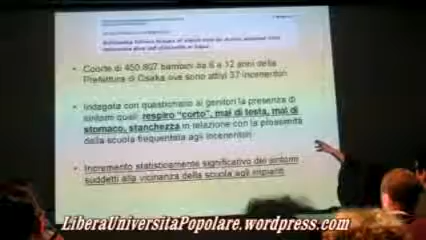 Coorte di 450.807 bambini da 6 a 12 anni della
Prefettura di Osaka ove sono attivi 37 inceneritori
Indagata con questionario ai genitori la presenza di
sintomi quali respiro "corto", mal di testa, mal di
stomaco, stanchezza in relazione con la prossimità
della scuola frequentata agli inceneritori
Incremento statisticamente significativo dei sintomi
suddetti alla vicinanza della scuola agli impianti
LiberaUniversitaPopolare.wordpress.com